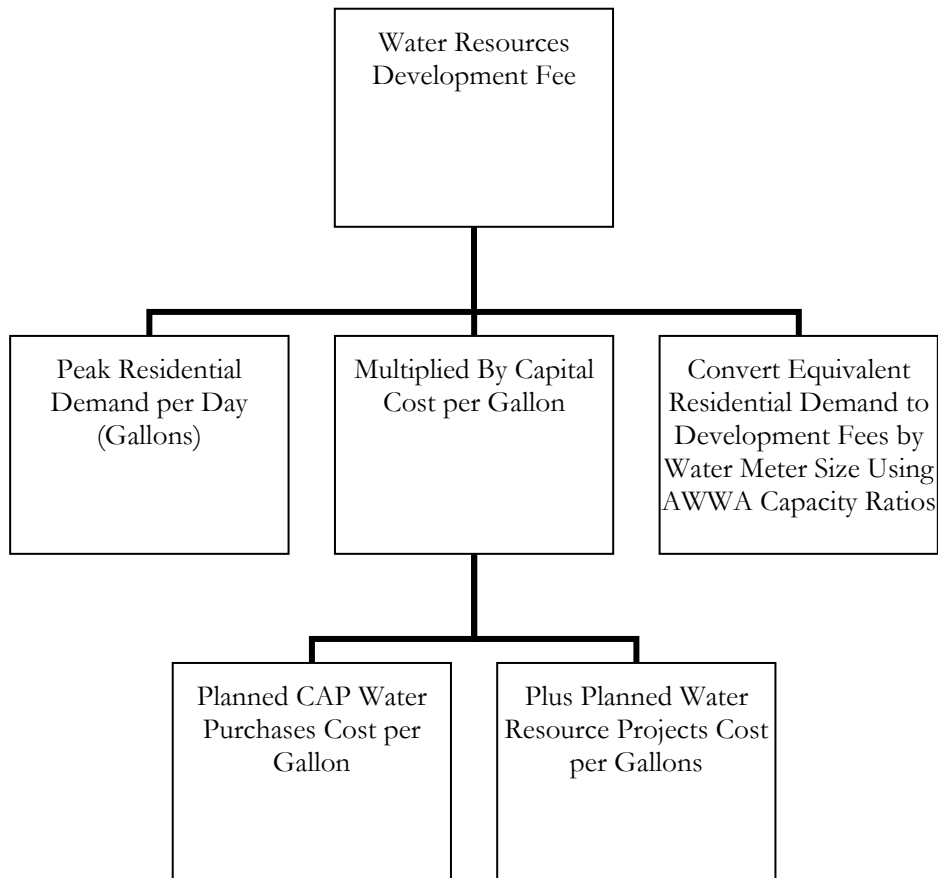 Water Resources
Development Fee
Peak Residential
Demand per Day
(Gallons)
Multiplied By Capital
Cost per Gallon
Convert Equivalent
Residential Demand to
Development Fees by
Water Meter Size Using
AWWA Capacity Ratios
Planned CAP Water
Purchases Cost per
Gallon
Plus Planned Water
Resource Projects Cost
per Gallons